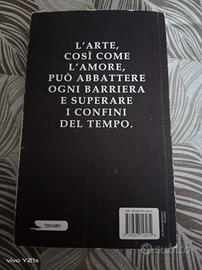 L'ARTE,
COSÌ COME
L'AMORE,
PUÒ ABBATTERE
OGNI BARRIERA
E SUPERARE
I CONFINI
DEL TEMPO.
vivo Y21s